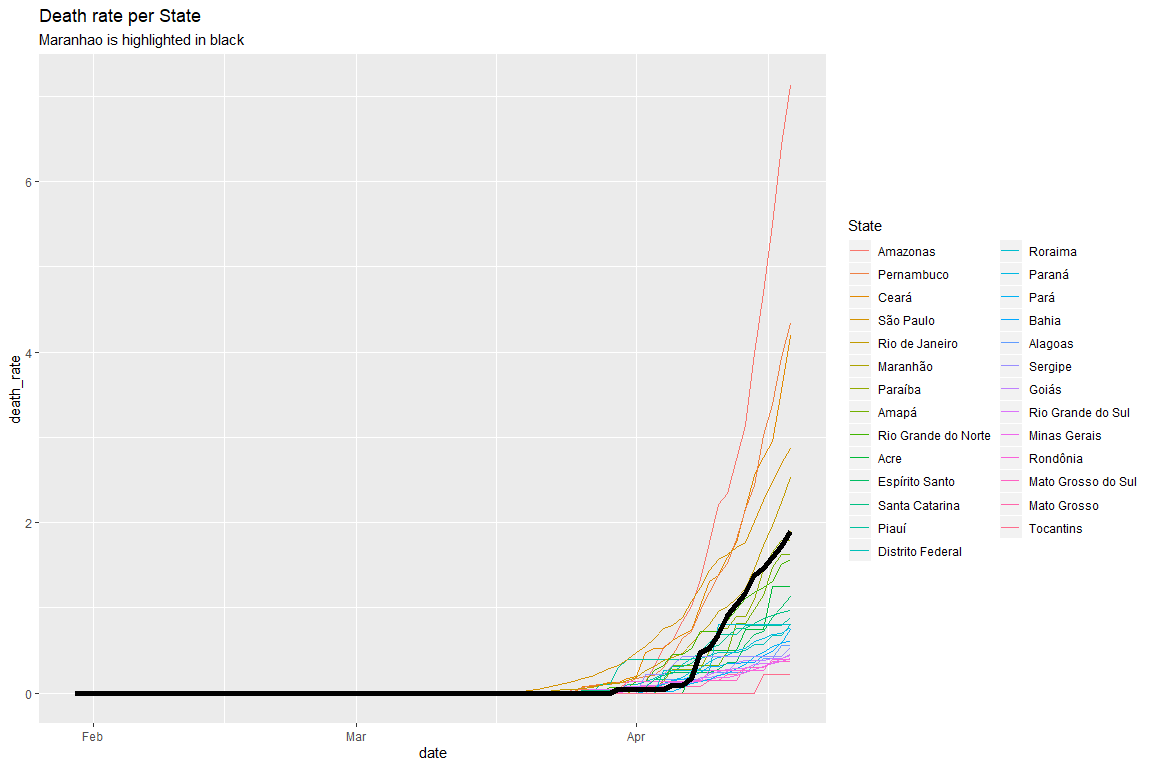 Death rate per State
Maranhao is highlighted in black
6
4
2
0
death_rate
Feb
Mar
Apr
date
State
Amazonas
Pernambuco
Ceará
São Paulo
Rio de Janeiro
Maranhão
Paraíba
Amapá
Rio Grande do Norte
Acre
Espírito Santo
Santa Catarina
Piauí
Distrito Federal
Roraima
Paraná
Pará
Bahia
Alagoas
Sergipe
Goiás
Rio Grande do Sul
Minas Gerais
Rondônia
Mato Grosso do Sul
Mato Grosso
Tocantins